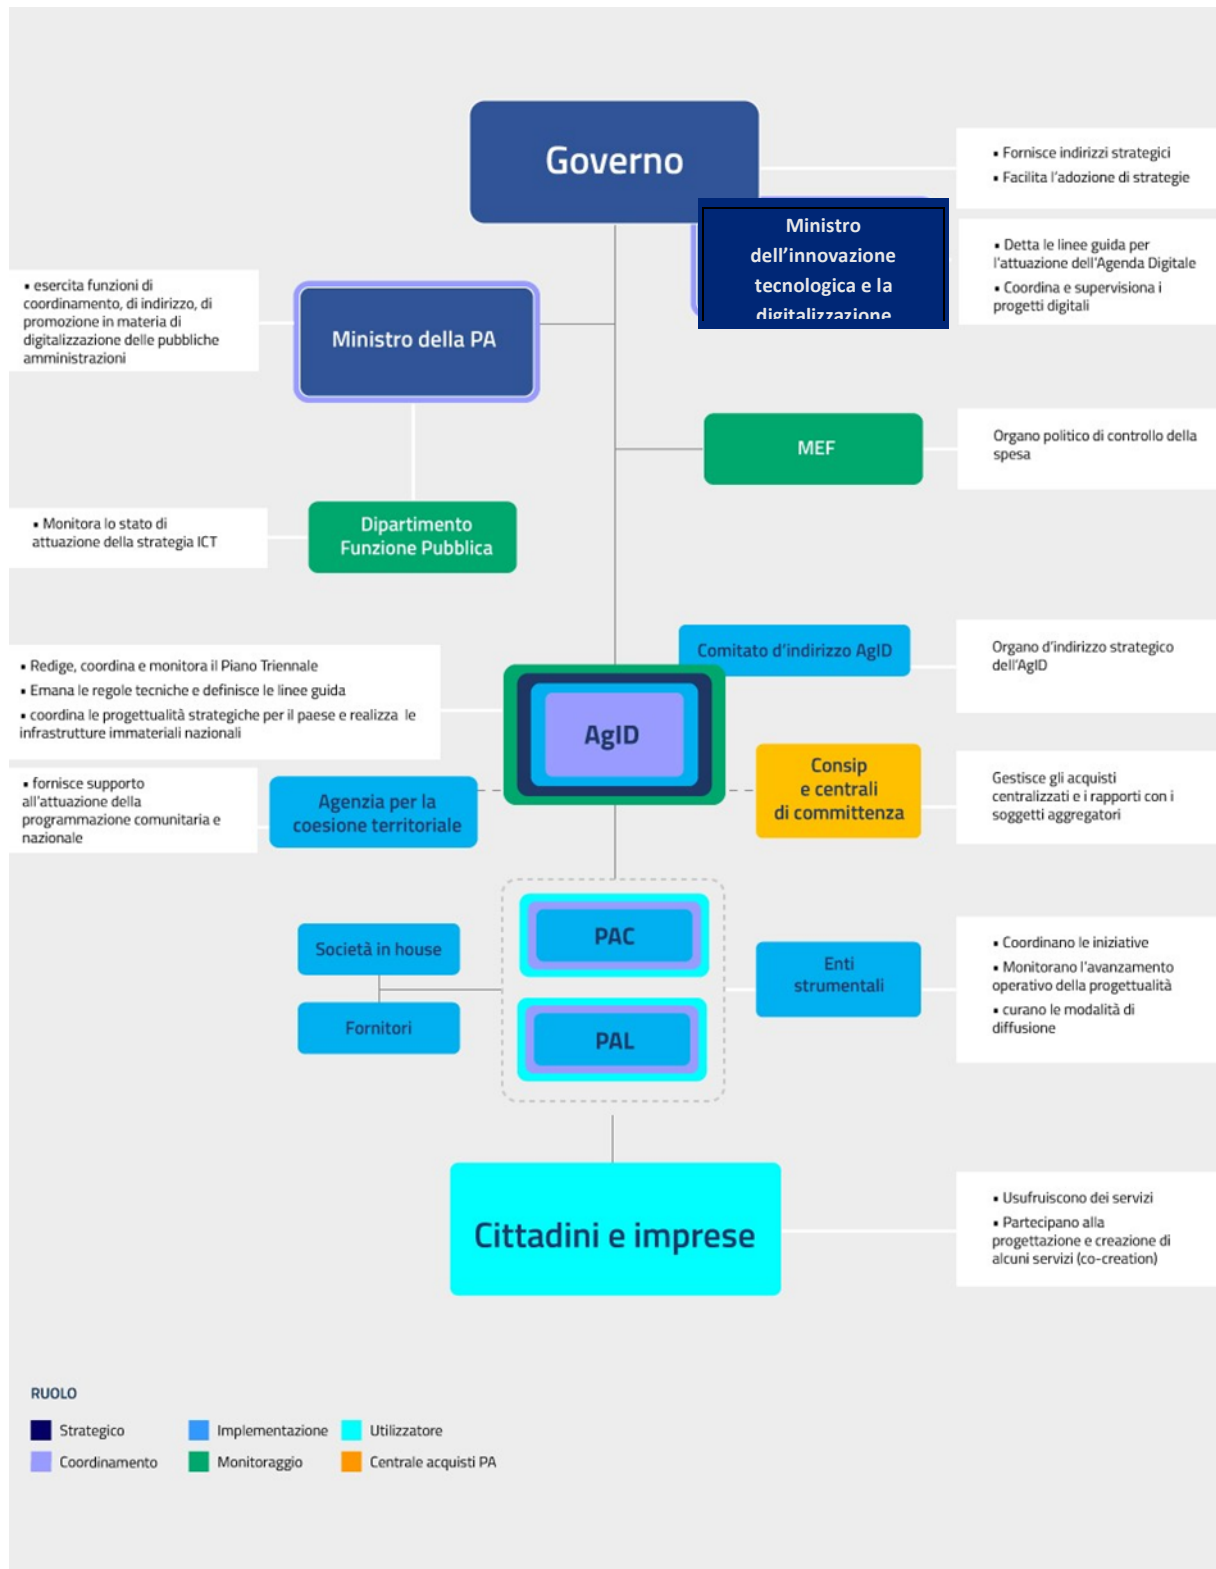 Governo
▪ Fornisce indirizzi strategici
▪ Facilita l'adozione di strategie
Ministro
dell'innovazione
tecnologica e la
digitalizzazione
▪ Detta le linee guida per
l'attuazione dell'Agenda Digitale
▪ Coordina e supervisiona i
progetti digitali
▪ esercita funzioni di
coordinamento, di indirizzo, di
promozione in materia di
digitalizzazione delle pubbliche
amministrazioni
Ministro della PA
MEF
Organo politico di controllo della
spesa
▪ Monitora lo stato di
attuazione della strategia ICT
Dipartimento
Funzione Pubblica
Comitato d'indirizzo AgID
Organo d'indirizzo strategico
dell'AgID
▪ Redige, coordina e monitora il Piano Triennale
▪ Emana le regole tecniche e definisce le linee guida
▪ coordina le progettualità strategiche per il paese e realizza le
infrastrutture immateriali nazionali
AgID
▪ fornisce supporto
all'attuazione della
programmazione comunitaria e
nazionale
Agenzia per la
coesione territoriale
Consip
e centrali
di committenza
Gestisce gli acquisti
centralizzati e i rapporti con i
soggetti aggregatori
Società in house
Fornitori
PAC
PAL
Enti
strumentali
▪ Coordinano le iniziative
▪ Monitorano l'avanzamento
operativo della progettualità
▪ curano le modalità di
diffusione
Cittadini e imprese
▪ Usufruiscono dei servizi
▪ Partecipano alla
progettazione e creazione di
alcuni servizi (co-creation)
RUOLO
Strategico
Implementazione
Utilizzatore
Coordinamento
Monitoraggio
Centrale acquisti PA